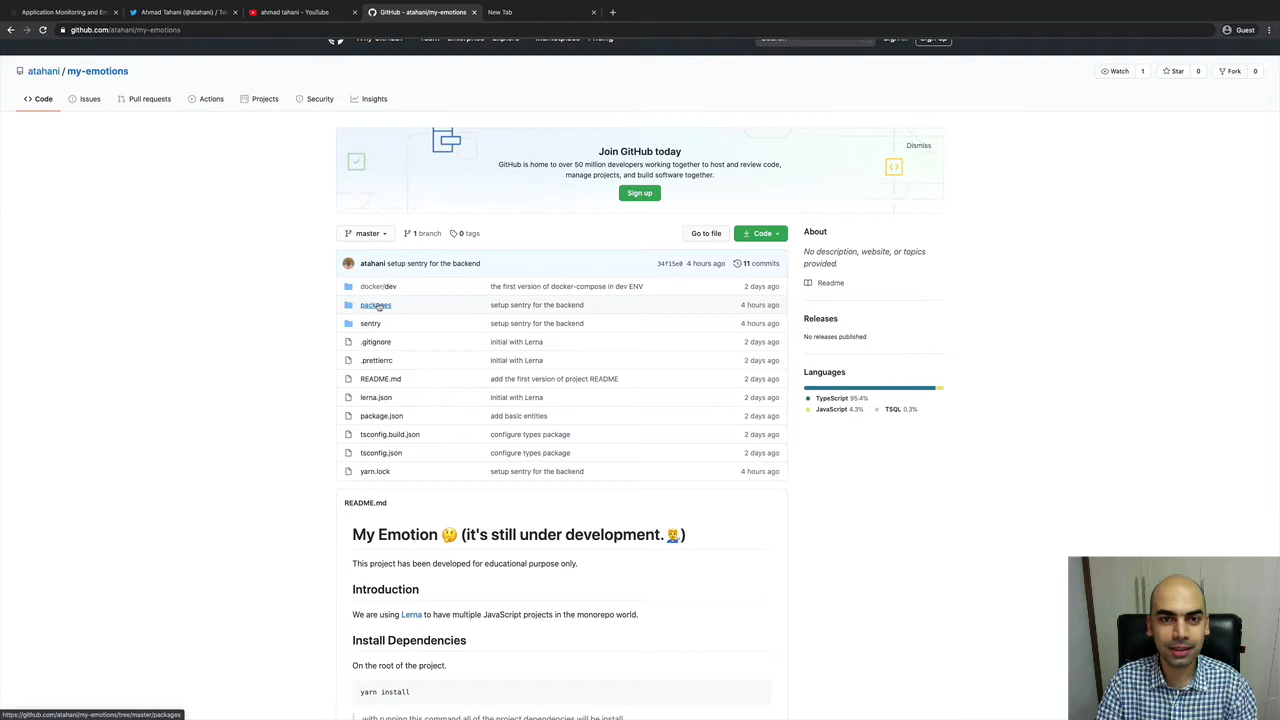 Application Monitoring and Er
Ahmad Tahani (@atahani) / Tw
ahmad tahani - YouTube
GitHub - atahani/my-emotions
New Tab
github.com/atahani/my-emotions
Guest
atahani / my-emotions
Watch 1
Star 0
Fork 0
Code
Issues
Pull requests
Actions
Projects
Security
Insights
Join GitHub today
Dismiss
GitHub is home to over 50 million developers working together to host and review code,
manage projects, and build software together.
Sign up
master
1 branch
0 tags
Go to file
Code
About
No description, website, or topics
provided.
Readme
atahani setup sentry for the backend 34f15e0 4 hours ago 11 commits
docker/dev the first version of docker-compose in dev ENV 2 days ago
packages setup sentry for the backend 4 hours ago
sentry setup sentry for the backend 4 hours ago
.gitignore initial with Lerna 2 days ago
.prettierrc initial with Lerna 2 days ago
README.md add the first version of project README 2 days ago
lerna.json initial with Lerna 2 days ago
package.json add basic entities 2 days ago
tsconfig.build.json configure types package 2 days ago
tsconfig.json configure types package 2 days ago
yarn.lock setup sentry for the backend 4 hours ago
Releases
No releases published
Languages
TypeScript 95.4%
JavaScript 4.3% TSQL 0.3%
README.md
My Emotion 🤔 (it's still under development.👨‍🔧)
This project has been developed for educational purpose only.
Introduction
We are using Lerna to have multiple JavaScript projects in the monorepo world.
Install Dependencies
On the root of the project.
yarn install
with running this command all of the project dependencies will be install
https://github.com/atahani/my-emotions/tree/master/packages